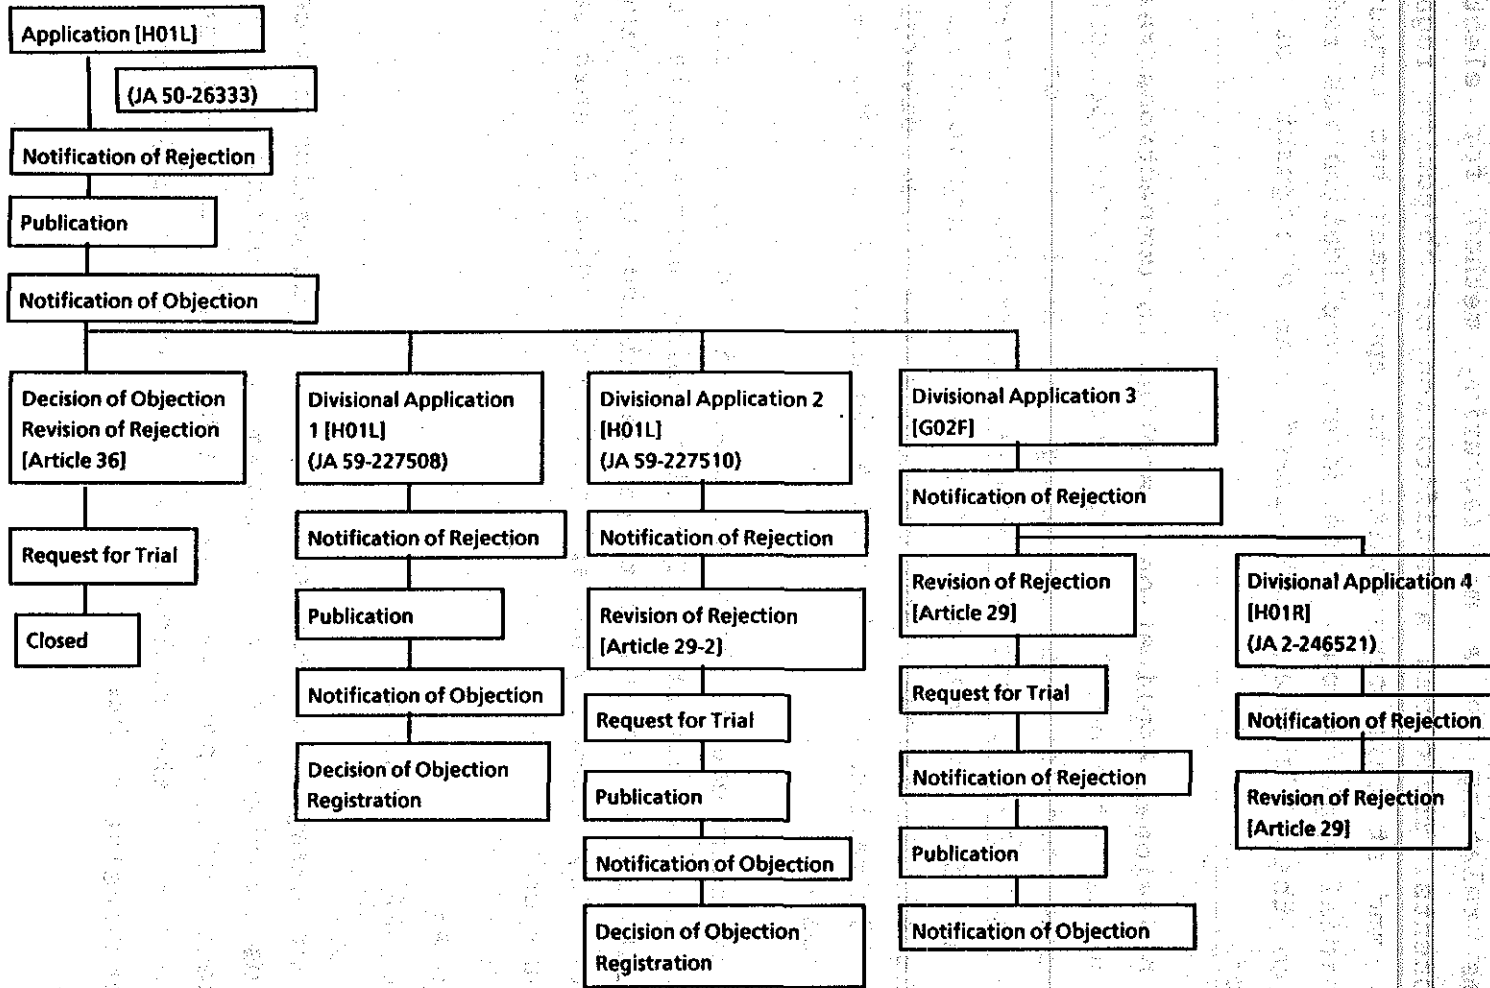 Application [H01L]
(JA 50-26333)
Notification of Rejection
Publication
Notification of Objection
Decision of Objection
Revision of Rejection
[Article 36]
Request for Trial
Closed
Divisional Application
1 [H01L]
(JA 59-227508)
Notification of Rejection
Publication
Notification of Objection
Decision of Objection
Registration
Divisional Application 2
[H01L]
(JA 59-227510)
Notification of Rejection
Revision of Rejection
[Article 29-2]
Request for Trial
Publication
Notification of Objection
Decision of Objection
Registration
Divisional Application 3
[G02F]
Notification of Rejection
Revision of Rejection
[Article 29]
Request for Trial
Notification of Rejection
Publication
Notification of Objection
Divisional Application 4
[H01R]
(JA 2-246521)
Notification of Rejection
Revision of Rejection
[Article 29]